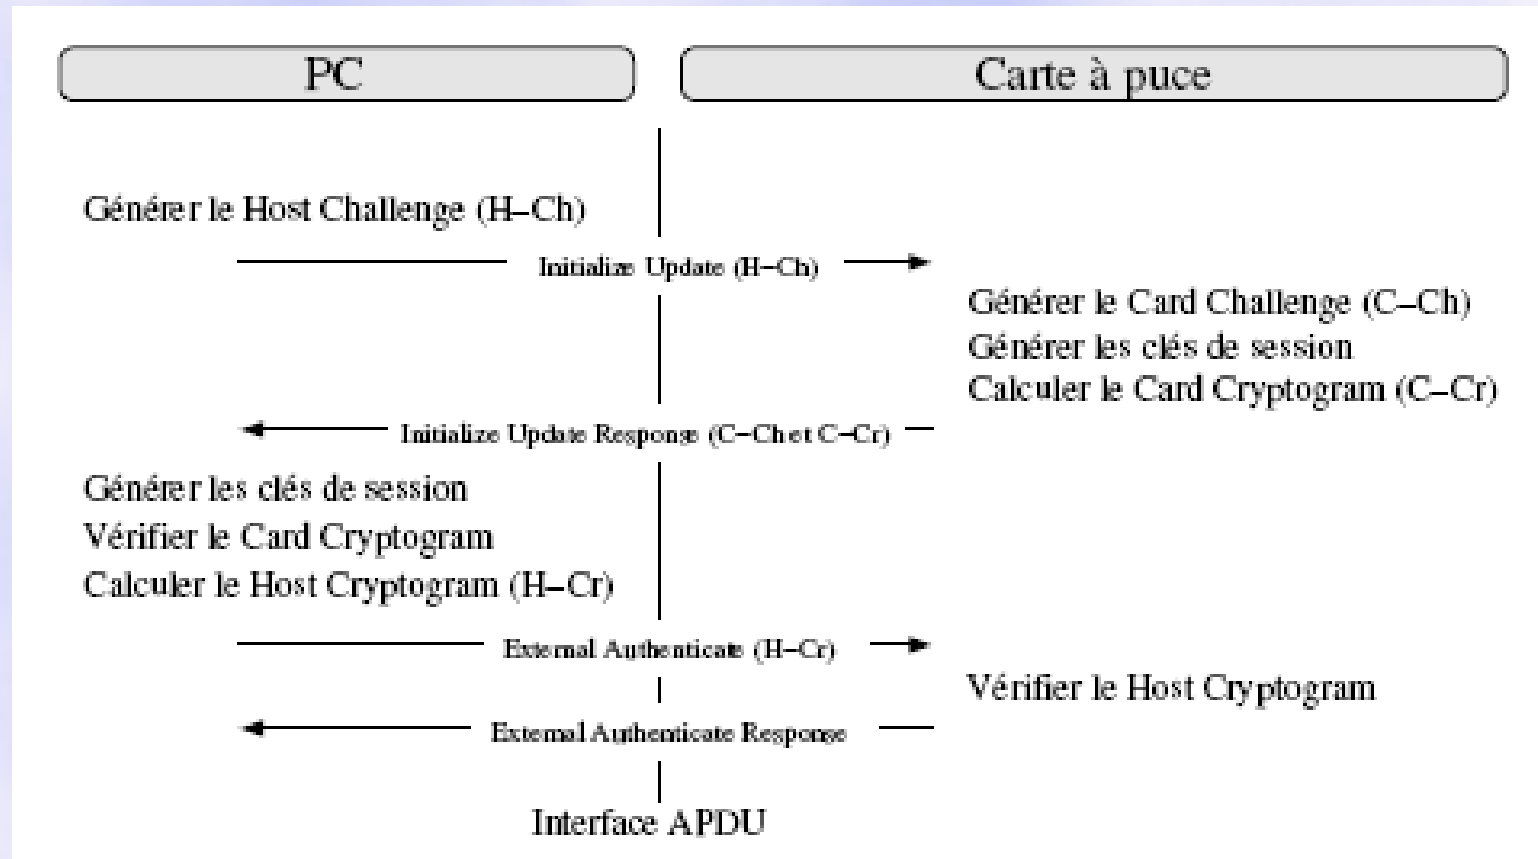 PC
Carte à puce
Générer le Host Challenge (H–Ch)
Initialize Update (H–Ch)
Générer le Card Challenge (C–Ch)
Générer les clés de session
Calculer le Card Cryptogram (C–Cr)
Initialize Update Response (C–Ch et C–Cr)
Générer les clés de session
Vérifier le Card Cryptogram
Calculer le Host Cryptogram (H–Cr)
External Authenticate (H–Cr)
Vérifier le Host Cryptogram
External Authenticate Response
Interface APDU